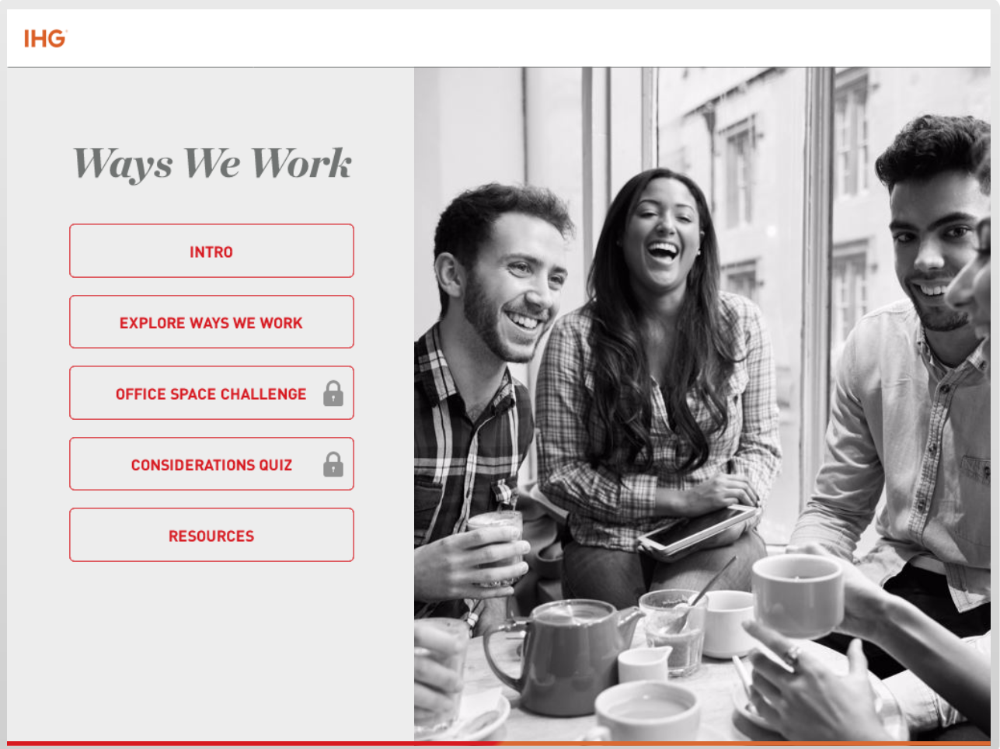 IHG
Ways We Work
INTRO
EXPLORE WAYS WE WORK
OFFICE SPACE CHALLENGE
CONSIDERATIONS QUIZ
RESOURCES